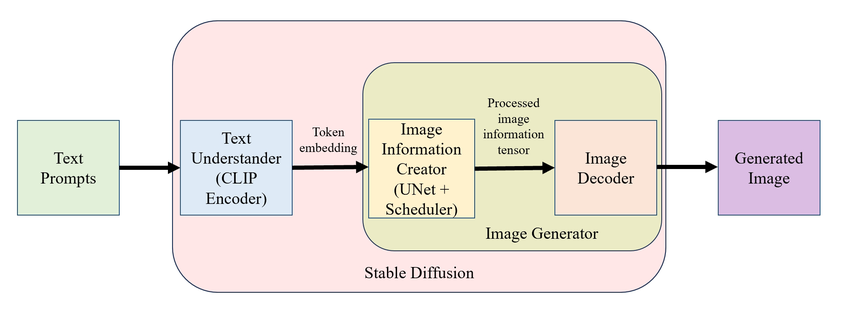 Text
Prompts
Text
Understander
(CLIP
Encoder)
Token
embedding
Image
Information
Creator
(UNet +
Scheduler)
Processed
image
information
tensor
Image
Decoder
Generated
Image
Image Generator
Stable Diffusion